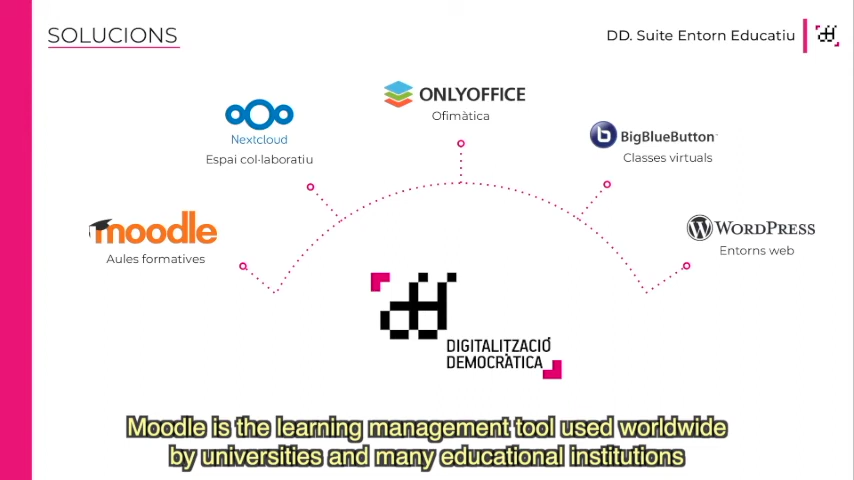 SOLUCIONS
DD. Suite Entorn Educatiu
ONLYOFFICE
Ofimàtica
Nextcloud
Espai col·laboratiu
BigBlueButton
Classes virtuals
moodle
Aules formatives
WORDPRESS
Entorns web
DIGITALITZACIÓ
DEMOCRÀTICA
Moodle is the learning management tool used worldwide
by universities and many educational institutions